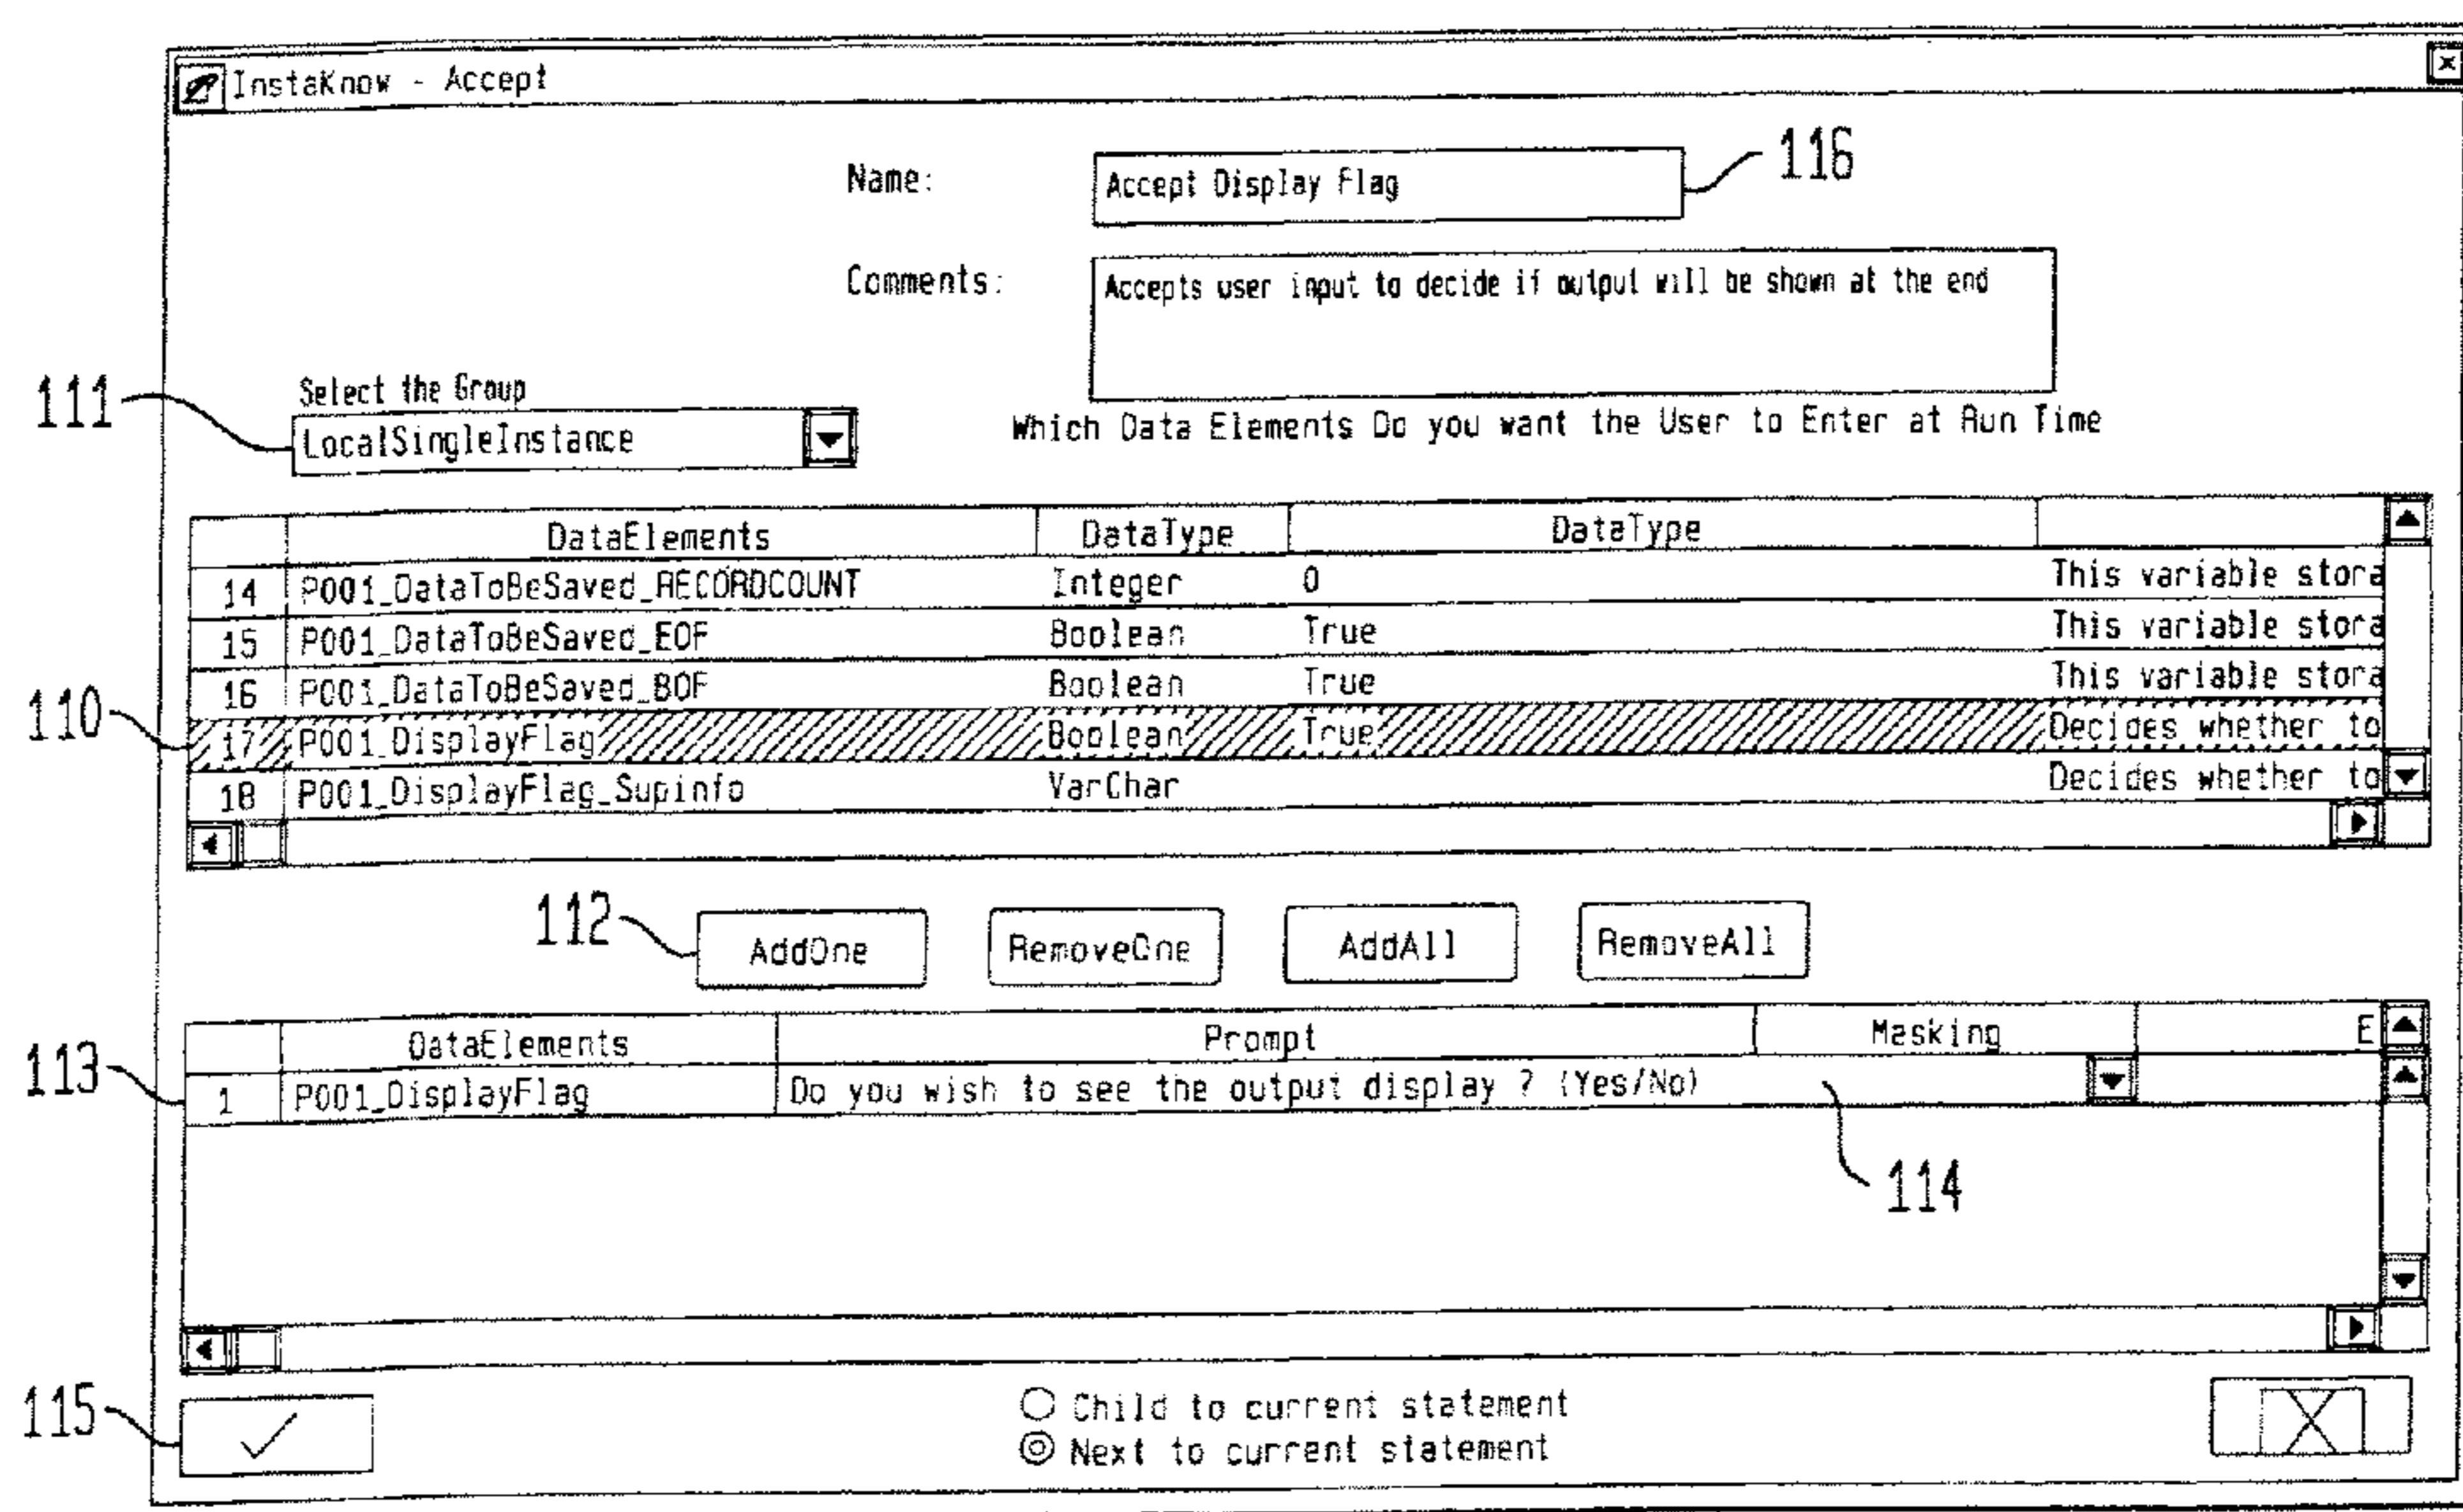 InstaKnow - Accept
Name: Accept Display Flag 116
Comments: Accepts user input to decide if output will be shown at the end
111 Select the Group
LocalSingleInstance
Which Data Elements Do you want the User to Enter at Run Time
DataElements DataType DataType
14 P001_DataToBeSaved_RECORDCOUNT Integer 0 This variable stora
15 P001_DataToBeSaved_EOF Boolean True This variable stora
16 P001_DataToBeSaved_BOF Boolean True This variable stora
110 17 P001_DisplayFlag Boolean True Decides whether to
18 P001_DisplayFlag_Supinfo VarChar Decides whether to
112 AddOne RemoveOne AddAll RemoveAll
DataElements Prompt Masking E
113 1 P001_DisplayFlag Do you wish to see the output display ? (Yes/No)
114
115 Child to current statement
Next to current statement